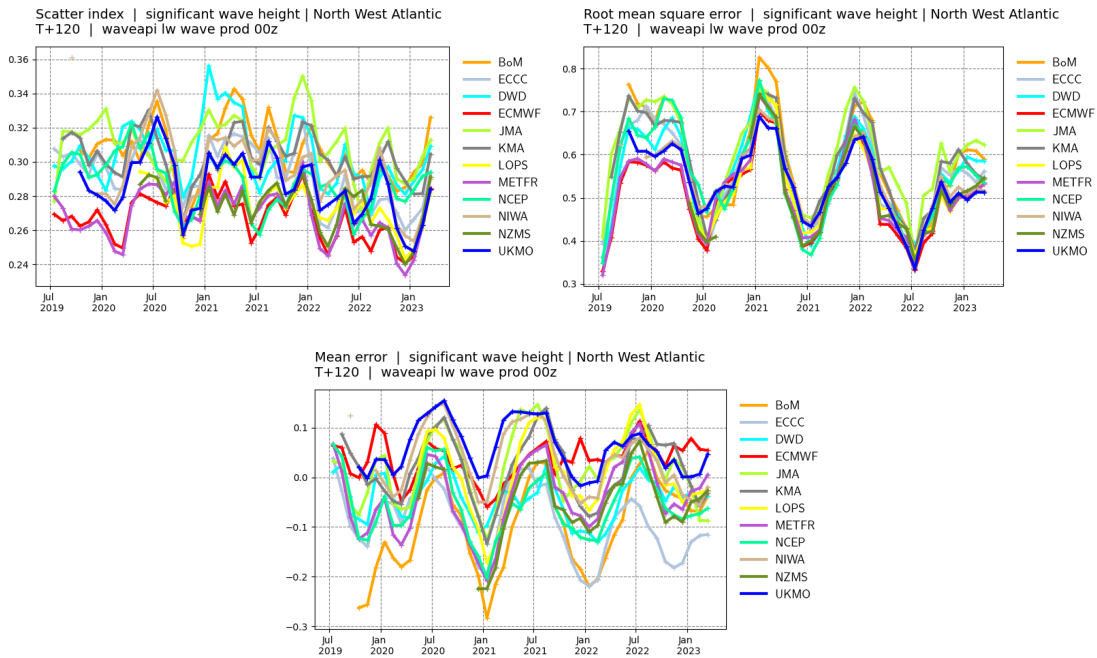 Scatter index | significant wave height | North West Atlantic
T+120 | waveapi lw wave prod 00z
0.36
0.34
0.32
0.30
0.28
0.26
0.24
Jul
2019
Jan
2020
Jul
2020
Jan
2021
Jul
2021
Jan
2022
Jul
2022
Jan
2023
BoM
ECCC
DWD
ECMWF
JMA
KMA
LOPS
METFR
NCEP
NIWA
NZMS
UKMO
Root mean square error | significant wave height | North West Atlantic
T+120 | waveapi lw wave prod 00z
0.8
0.7
0.6
0.5
0.4
0.3
Jul
2019
Jan
2020
Jul
2020
Jan
2021
Jul
2021
Jan
2022
Jul
2022
Jan
2023
BoM
ECCC
DWD
ECMWF
JMA
KMA
LOPS
METFR
NCEP
NIWA
NZMS
UKMO
Mean error | significant wave height | North West Atlantic
T+120 | waveapi lw wave prod 00z
0.1
0.0
−0.1
−0.2
−0.3
Jul
2019
Jan
2020
Jul
2020
Jan
2021
Jul
2021
Jan
2022
Jul
2022
Jan
2023
BoM
ECCC
DWD
ECMWF
JMA
KMA
LOPS
METFR
NCEP
NIWA
NZMS
UKMO